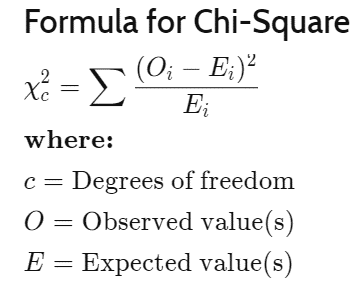 Formula for Chi-Square
χ²_c = ∑ (O_i − E_i)² / E_i
where:
c = Degrees of freedom
O = Observed value(s)
E = Expected value(s)